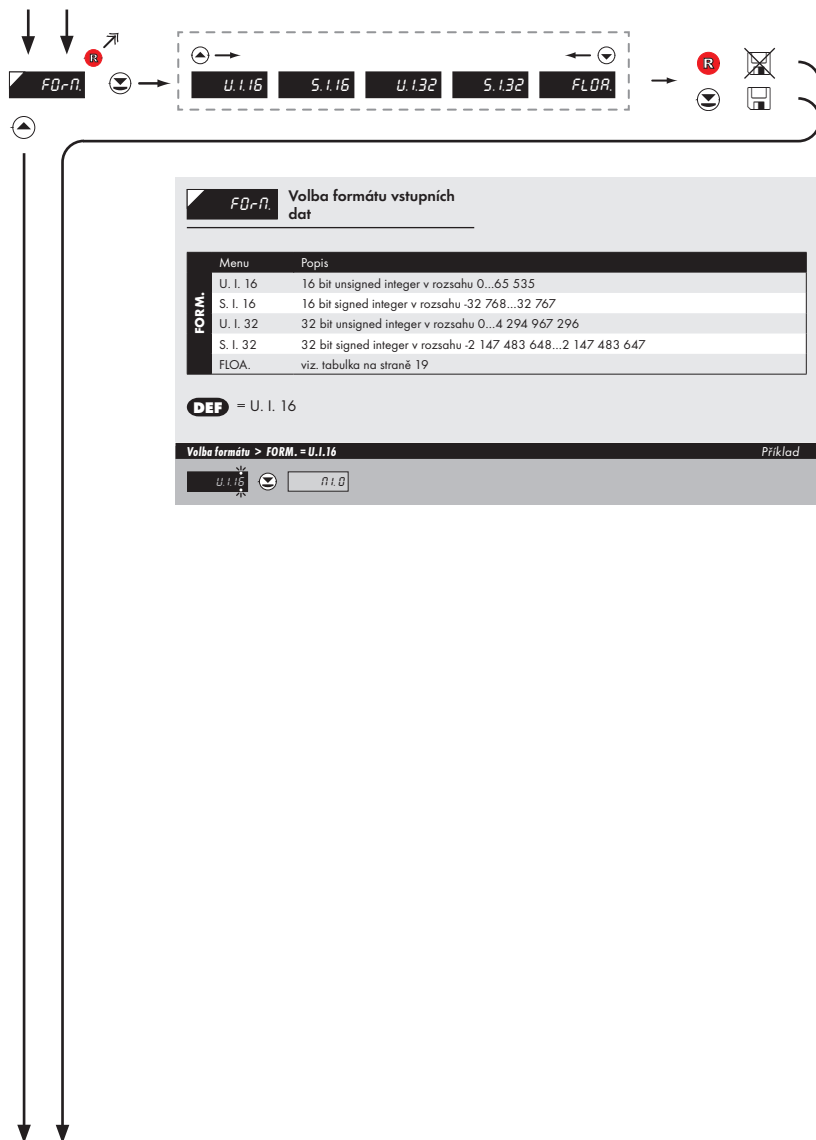 R
FOrM.
U.I.16 S.I.16 U.I.32 S.I.32 FLOA.
R
FOrM. Volba formátu vstupních
dat
Menu Popis
FORM.
U. I. 16 16 bit unsigned integer v rozsahu 0...65 535
S. I. 16 16 bit signed integer v rozsahu -32 768...32 767
U. I. 32 32 bit unsigned integer v rozsahu 0...4 294 967 296
S. I. 32 32 bit signed integer v rozsahu -2 147 483 648...2 147 483 647
FLOA. viz. tabulka na straně 19
DEF = U. I. 16
Volba formátu > FORM. = U.I.16 Příklad
U.I.16 M1.0